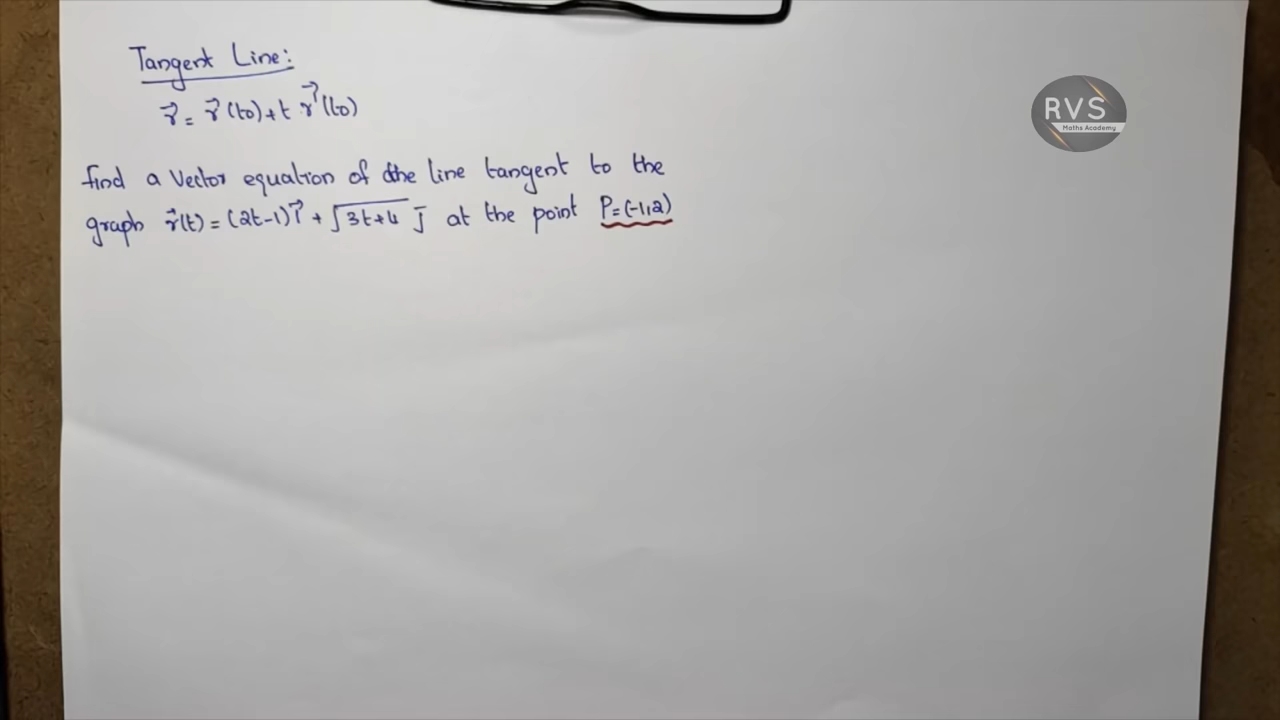 Tangent Line:
r⃗ = r⃗(t0)+t r⃗'(t0)
RVS
Maths Academy
find a Vector equation of the line tangent to the
graph r⃗(t) = (2t-1)i⃗ + √3t+4 j̄ at the point P=(-1,2)